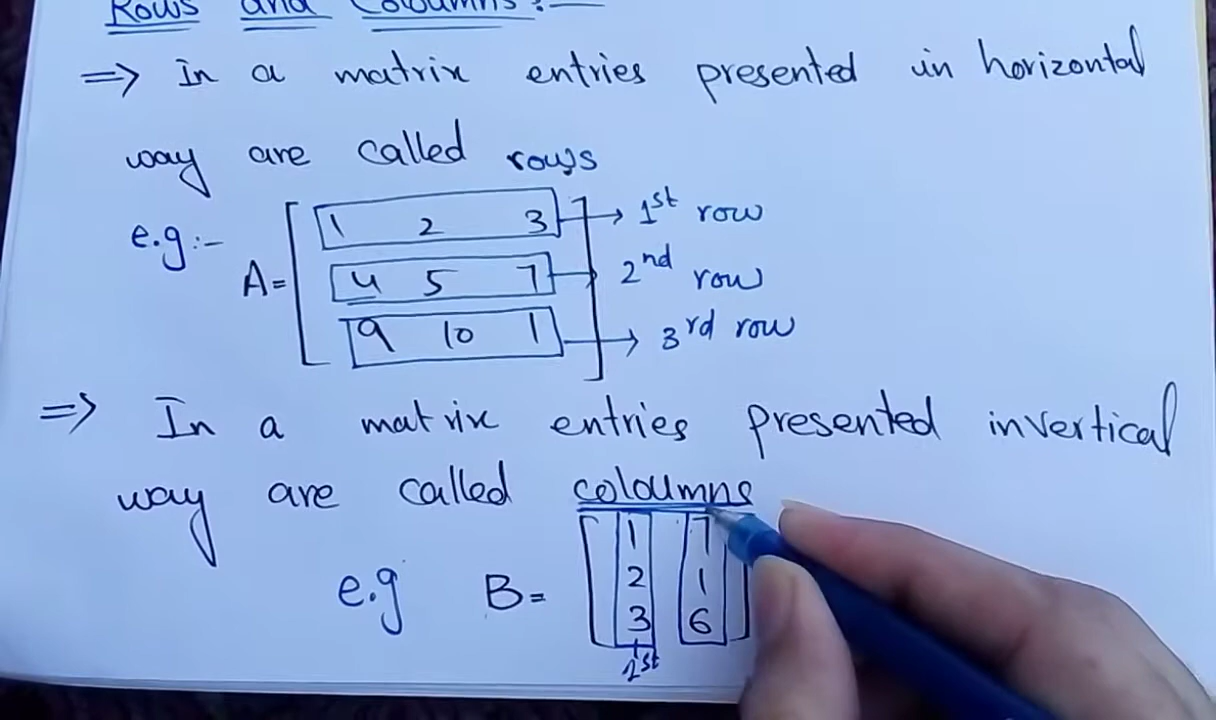 Rows and Coloumns:-
=> In a matrix entries presented in horizontal
way are called rows
e.g:-
A= [ 1 2 3 ] → 1st row
4 5 7 → 2nd row
9 10 1 → 3rd row
=> In a matrix entries presented in vertical
way are called coloumns
e.g B= [ 1 7
2 1
3 6 ]
1st